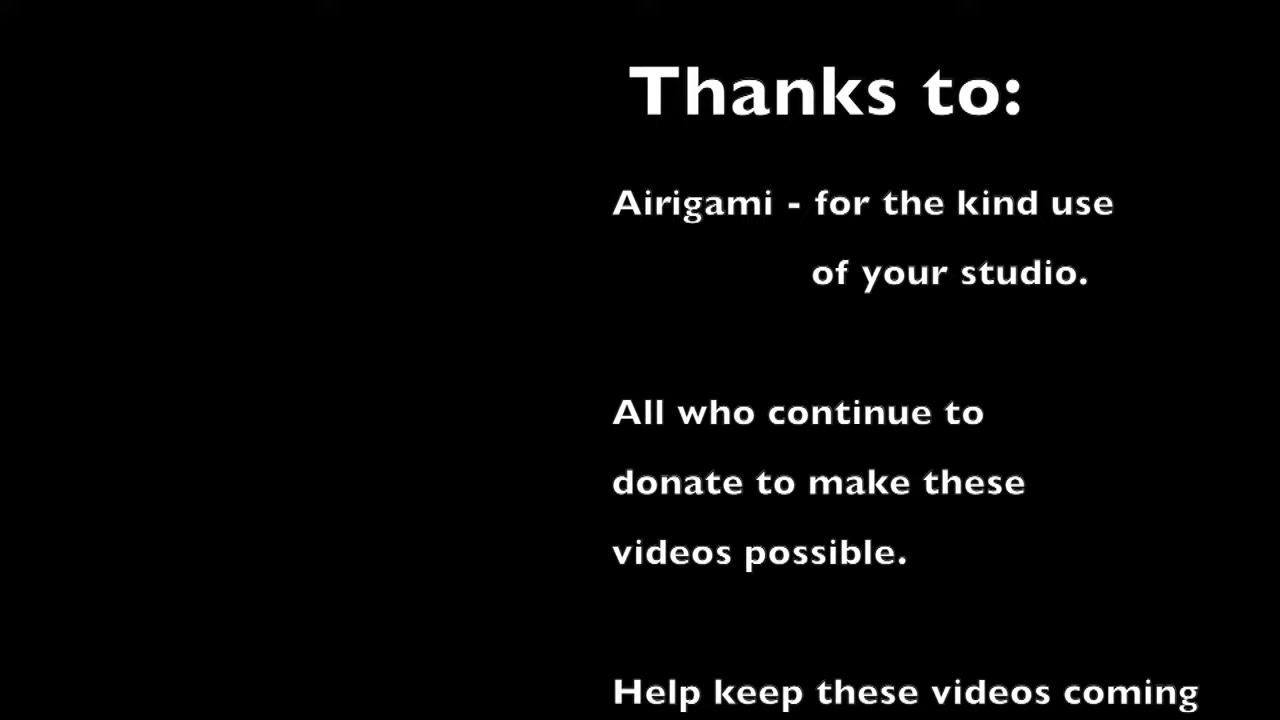 Thanks to:
Airigami - for the kind use
of your studio.
All who continue to
donate to make these
videos possible.
Help keep these videos coming